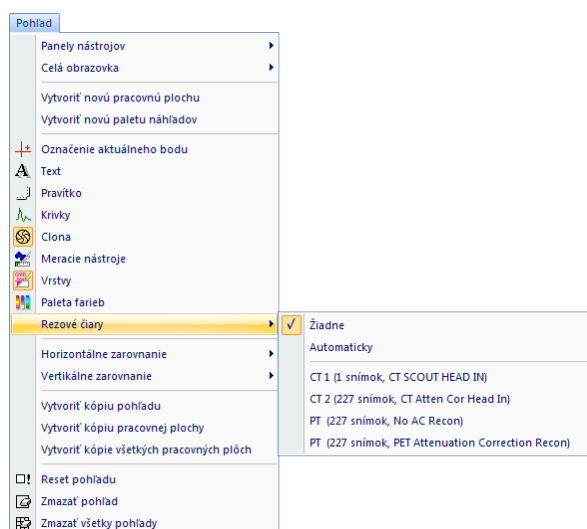 Pohľad
Panely nástrojov
Celá obrazovka
Vytvoriť novú pracovnú plochu
Vytvoriť novú paletu náhľadov
Označenie aktuálneho bodu
Text
Pravítko
Krivky
Clona
Meracie nástroje
Vrstvy
Paleta farieb
Rezové čiary
Žiadne
Automaticky
CT 1 (1 snímok, CT SCOUT HEAD IN)
CT 2 (227 snímok, CT Atten Cor Head In)
PT (227 snímok, No AC Recon)
PT (227 snímok, PET Attenuation Correction Recon)
Horizontálne zarovnanie
Vertikálne zarovnanie
Vytvoriť kópiu pohľadu
Vytvoriť kópiu pracovnej plochy
Vytvoriť kópie všetkých pracovných plôch
Reset pohľadu
Zmazať pohľad
Zmazať všetky pohľady